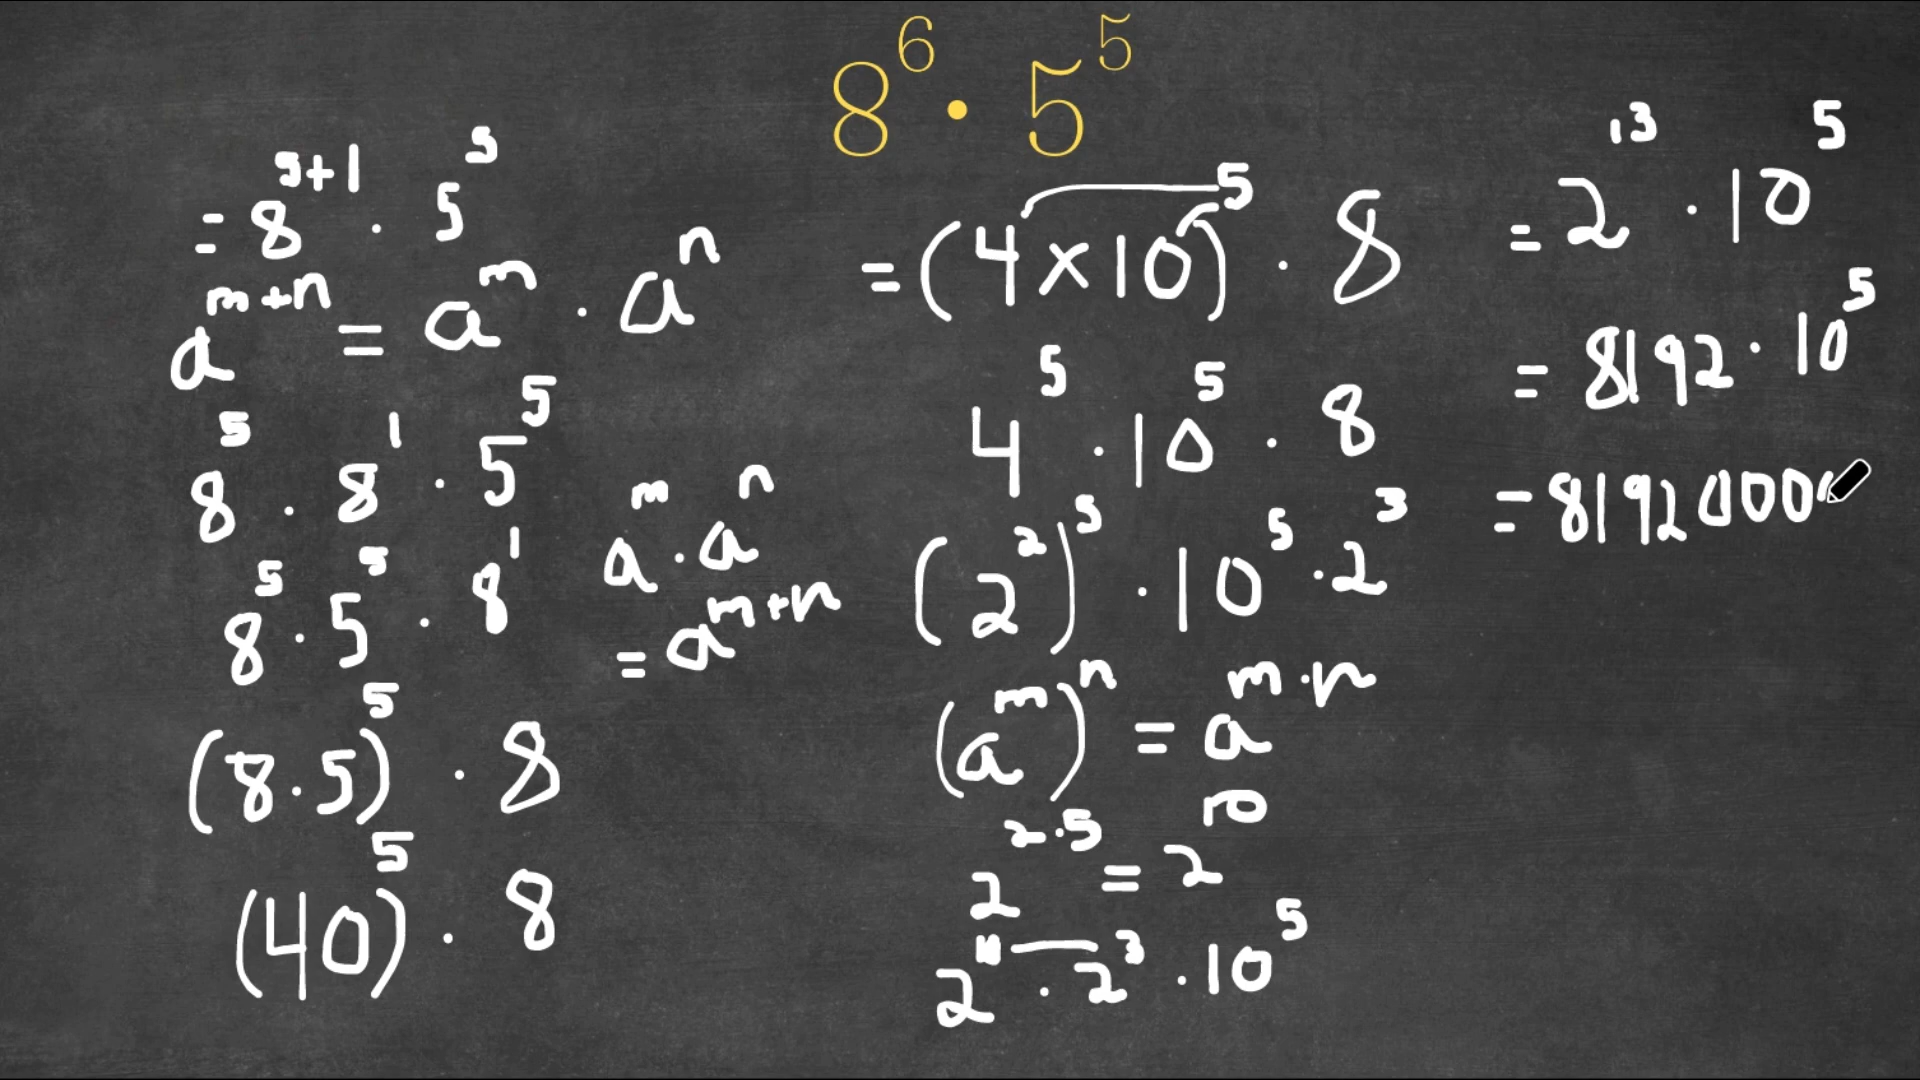 8⁶ · 5⁵
= 8⁵⁺¹ · 5⁵
aᵐ⁺ⁿ = aᵐ · aⁿ
8⁵ · 8¹ · 5⁵
8⁵ · 5⁵ · 8¹
aᵐ · aⁿ
= aᵐ⁺ⁿ
(8·5)⁵ · 8
(40)⁵ · 8
= (4×10)⁵ · 8
4⁵ · 10⁵ · 8
(2²)⁵ · 10⁵ · 2³
(aᵐ)ⁿ = aᵐ·ⁿ
2²·⁵ = 2¹⁰
2¹⁰ · 2³ · 10⁵
= 2¹³ · 10⁵
= 8192 · 10⁵
= 8192000